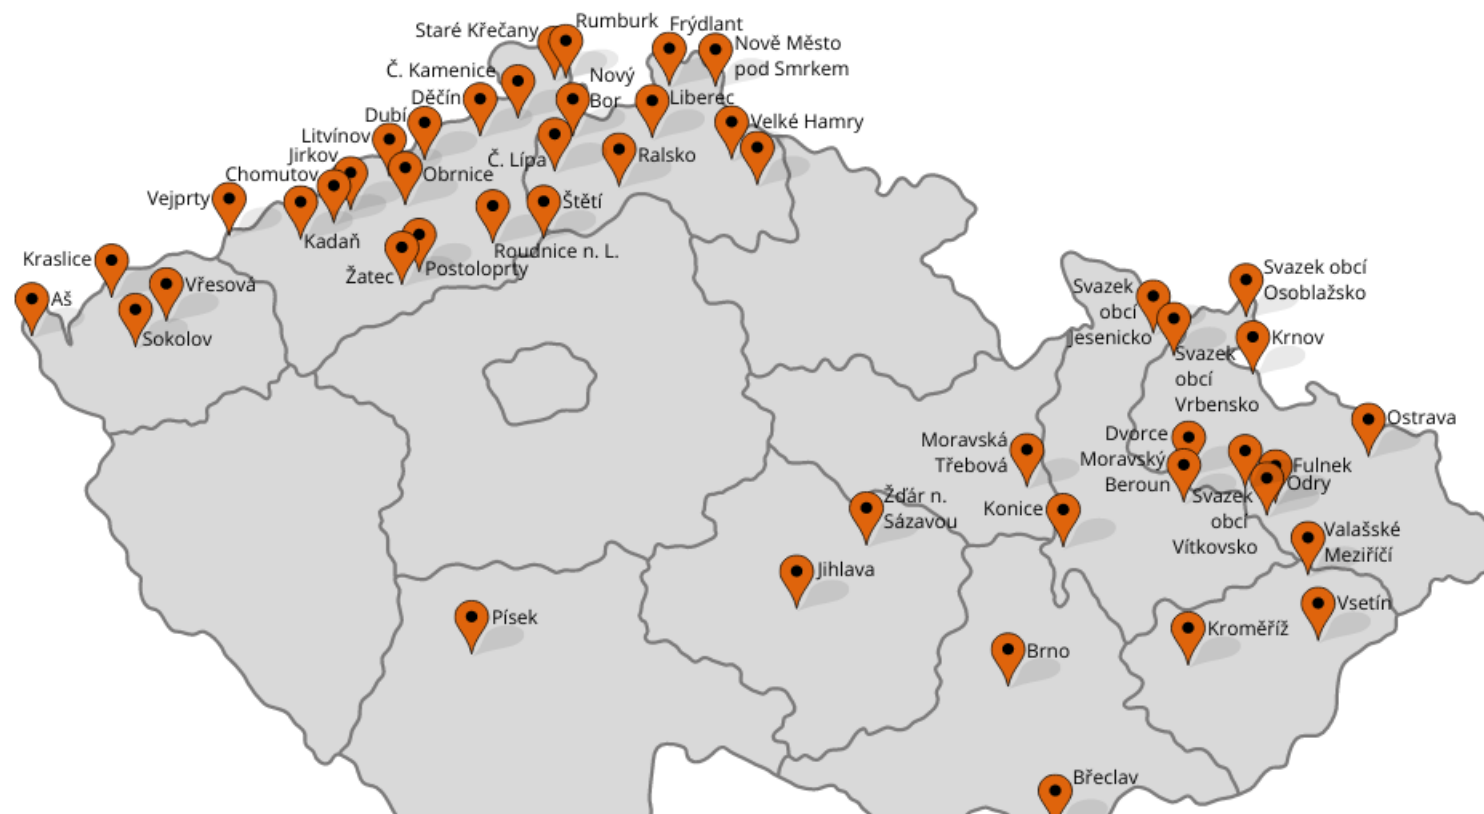 Staré Křečany
Rumburk
Frýdlant
Nově Město
pod Smrkem
Č. Kamenice
Nový
Bor
Děčín
Liberec
Dubí
Velké Hamry
Litvínov
Jirkov
Č. Lípa
Ralsko
Chomutov
Obrnice
Vejprty
Štětí
Kadaň
Roudnice n. L.
Kraslice
Žatec
Postoloprty
Vřesová
Aš
Sokolov
Svazek obcí
Osoblažsko
Svazek
obcí
Jesenicko
Krnov
Svazek
obcí
Vrbensko
Ostrava
Moravská
Třebová
Dvorce
Moravský
Beroun
Fulnek
Odry
Žďár n.
Sázavou
Konice
Svazek
obcí
Vítkovsko
Valašské
Meziříčí
Jihlava
Písek
Vsetín
Kroměříž
Brno
Břeclav